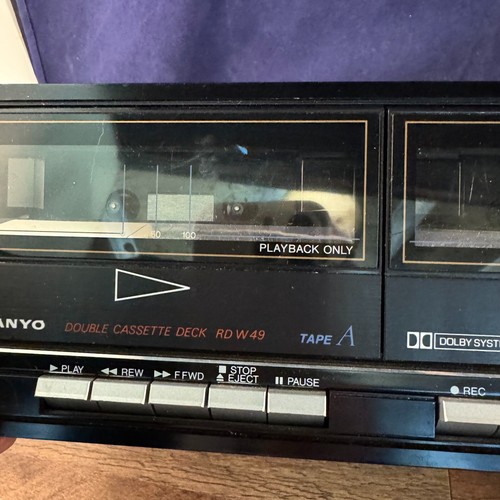 50 100
PLAYBACK ONLY
ANYO DOUBLE CASSETTE DECK RD W49 TAPE A
DOLBY SYST
PLAY REW FFWD STOP EJECT PAUSE
REC